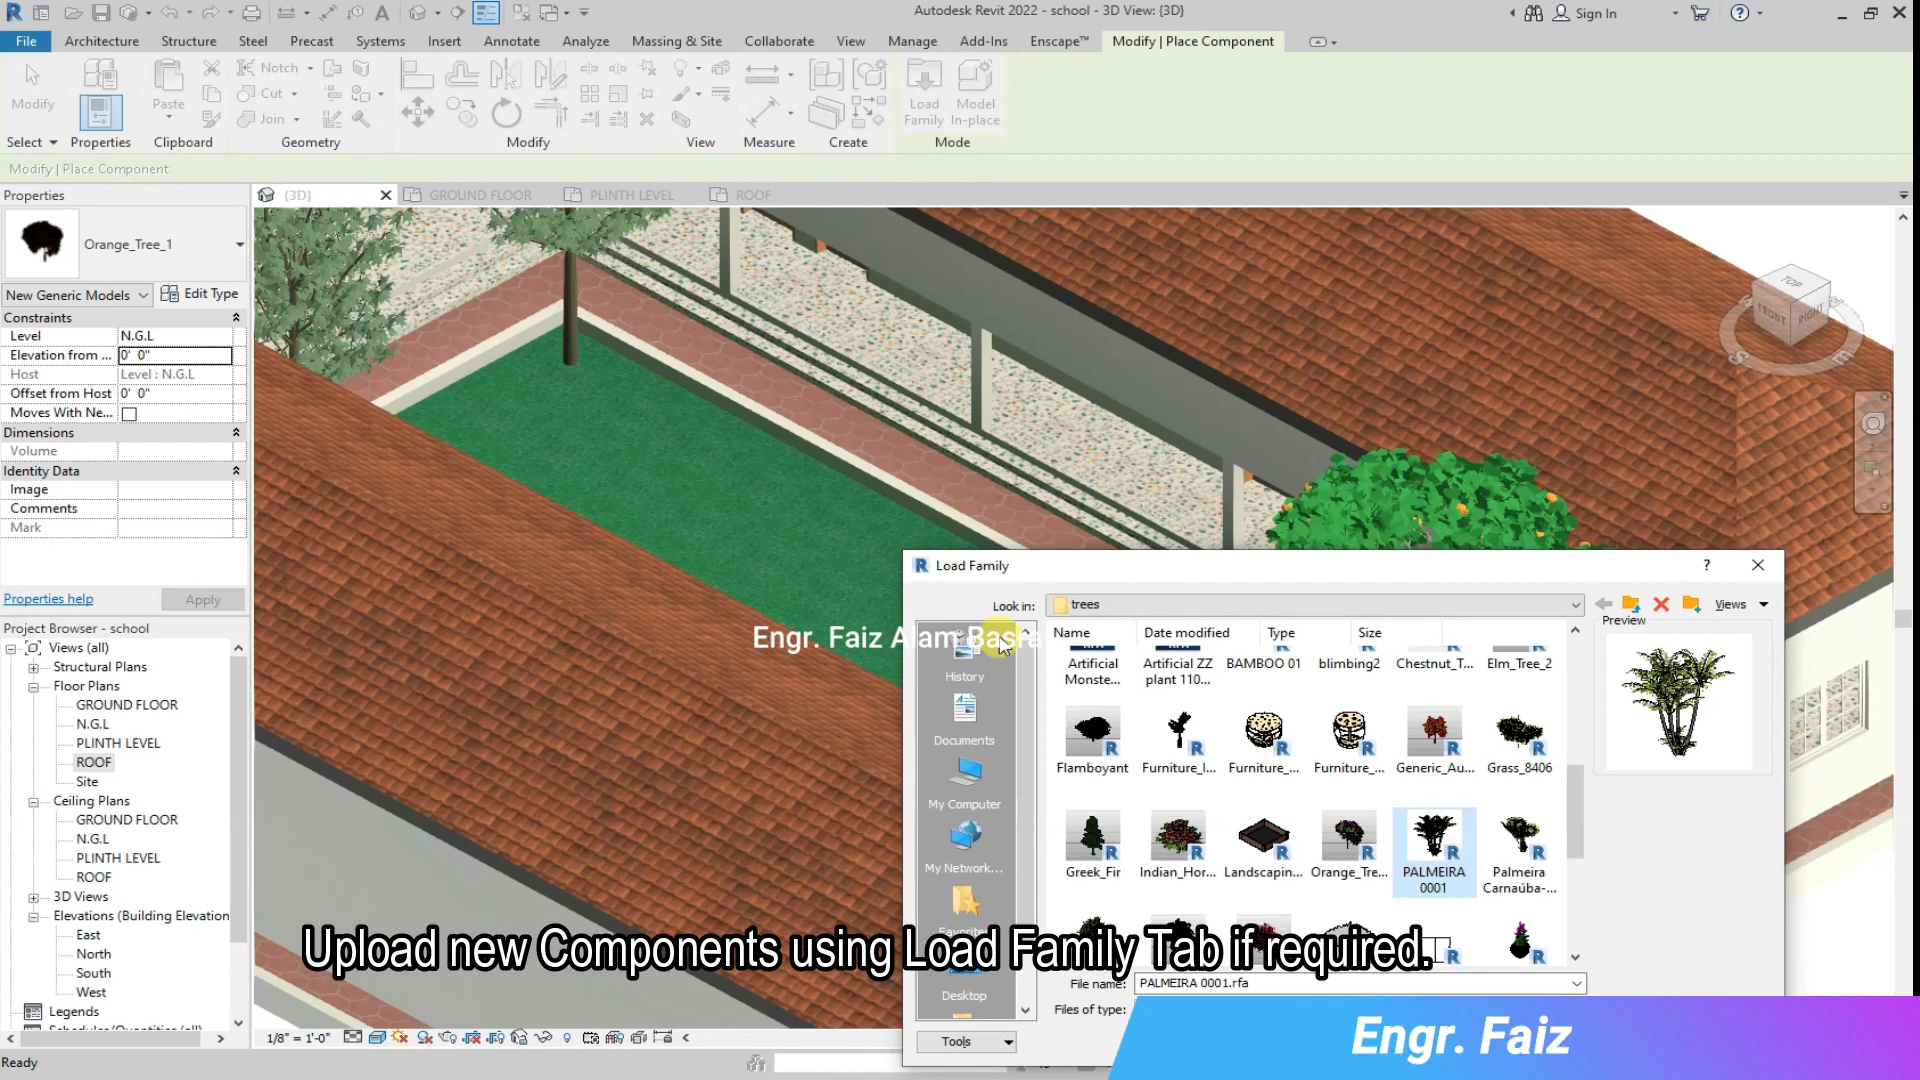 Autodesk Revit 2022 - school - 3D View: {3D}
Sign In
File Architecture Structure Steel Precast Systems Insert Annotate Analyze Massing & Site Collaborate View Manage Add-Ins Enscape™ Modify | Place Component
Modify
Paste
Notch
Cut
Join
Load Family
Model In-place
Select Properties Clipboard Geometry Modify View Measure Create Mode
Modify | Place Component
Properties
{3D} GROUND FLOOR PLINTH LEVEL ROOF
Orange_Tree_1
New Generic Models Edit Type
Constraints
Level N.G.L
Elevation from ... 0' 0"
Host Level : N.G.L
Offset from Host 0' 0"
Moves With Ne...
Dimensions
Volume
Identity Data
Image
Comments
Mark
Properties help Apply
Project Browser - school
Views (all)
Structural Plans
Floor Plans
GROUND FLOOR
N.G.L
PLINTH LEVEL
ROOF
Site
Ceiling Plans
GROUND FLOOR
N.G.L
PLINTH LEVEL
ROOF
3D Views
Elevations (Building Elevation
East
North
South
West
Legends
Schedules/Quantities (all)
Ready
1/8" = 1'-0"
TOP
FRONT
RIGHT
S
E
Load Family
Look in: trees
Views
Preview
Name Date modified Type Size
History
Documents
My Computer
My Network...
Favorites
Desktop
Tools
Artificial Monste...
Artificial ZZ plant 110...
BAMBOO 01
blimbing2
Chestnut_T...
Elm_Tree_2
Flamboyant
Furniture_I...
Furniture_...
Furniture_...
Generic_Au...
Grass_8406
Greek_Fir
Indian_Hor...
Landscapin...
Orange_Tre...
PALMEIRA 0001
Palmeira Carnaúba-...
File name: PALMEIRA 0001.rfa
Files of type:
Engr. Faiz Alam Basra
Upload new Components using Load Family Tab if required.
Engr. Faiz